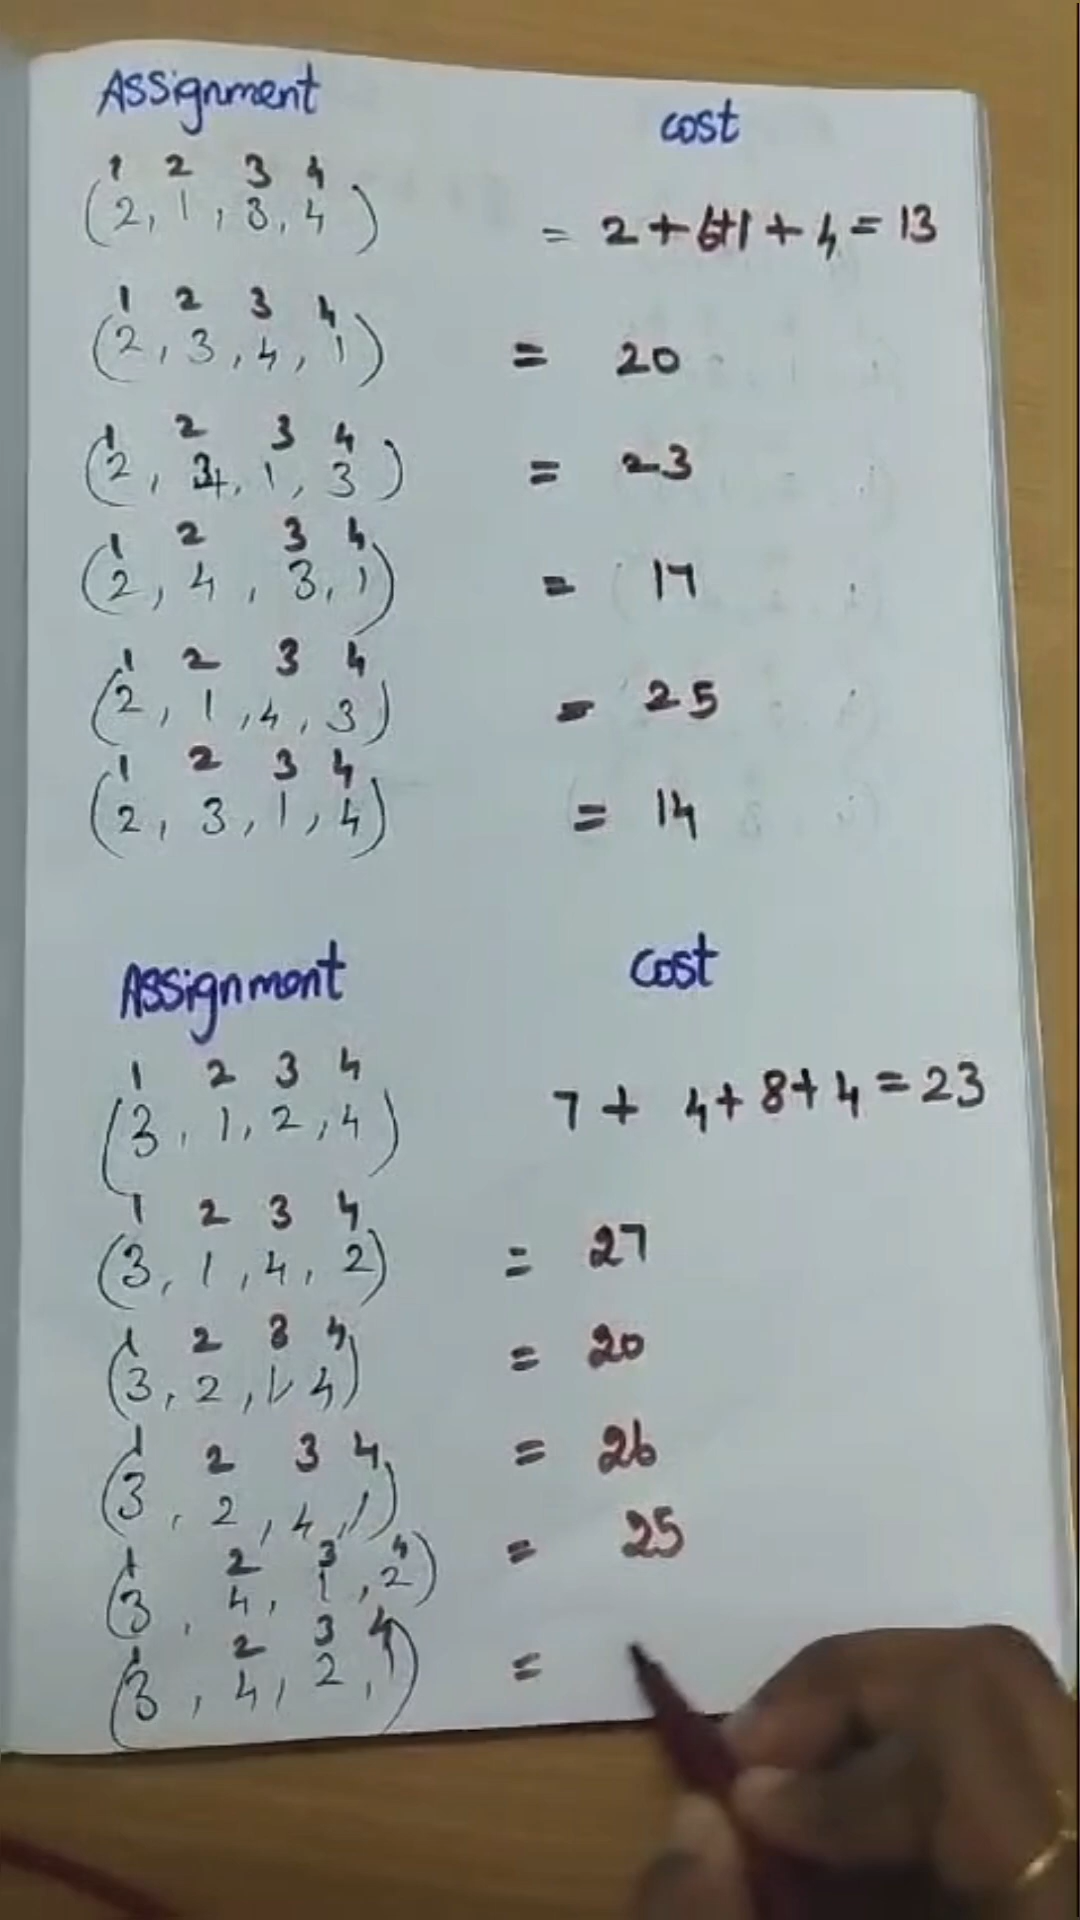 Assignment cost
1 2 3 4
(2, 1, 3, 4) = 2 + 6+1 + 4 = 13
1 2 3 4
(2, 3, 4, 1) = 20
1 2 3 4
(2, 4, 1, 3) = 23
1 2 3 4
(2, 4, 3, 1) = 17
1 2 3 4
(2, 1, 4, 3) = 25
1 2 3 4
(2, 3, 1, 4) = 14
Assignment cost
1 2 3 4
(3, 1, 2, 4) 7 + 4 + 8 + 4 = 23
1 2 3 4
(3, 1, 4, 2) = 27
1 2 3 4
(3, 2, 1, 4) = 20
1 2 3 4
(3, 2, 4, 1) = 26
1 2 3 4
(3, 4, 1, 2) = 25
1 2 3 4
(3, 4, 2, 1) =